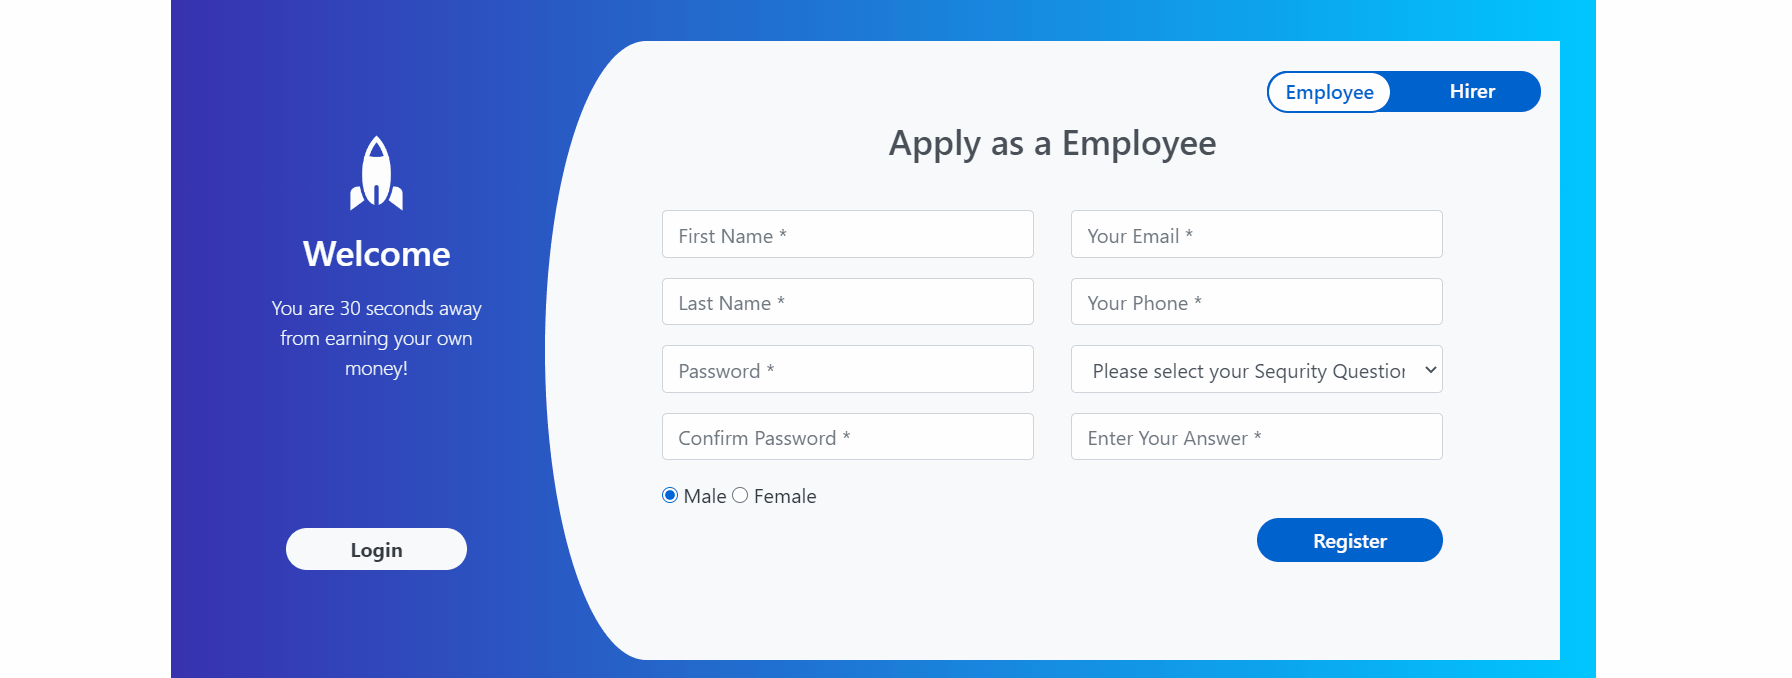 Welcome
You are 30 seconds away
from earning your own
money!
Login
Employee
Hirer
Apply as a Employee
First Name *
Your Email *
Last Name *
Your Phone *
Password *
Please select your Sequrity Question
Confirm Password *
Enter Your Answer *
Male
Female
Register